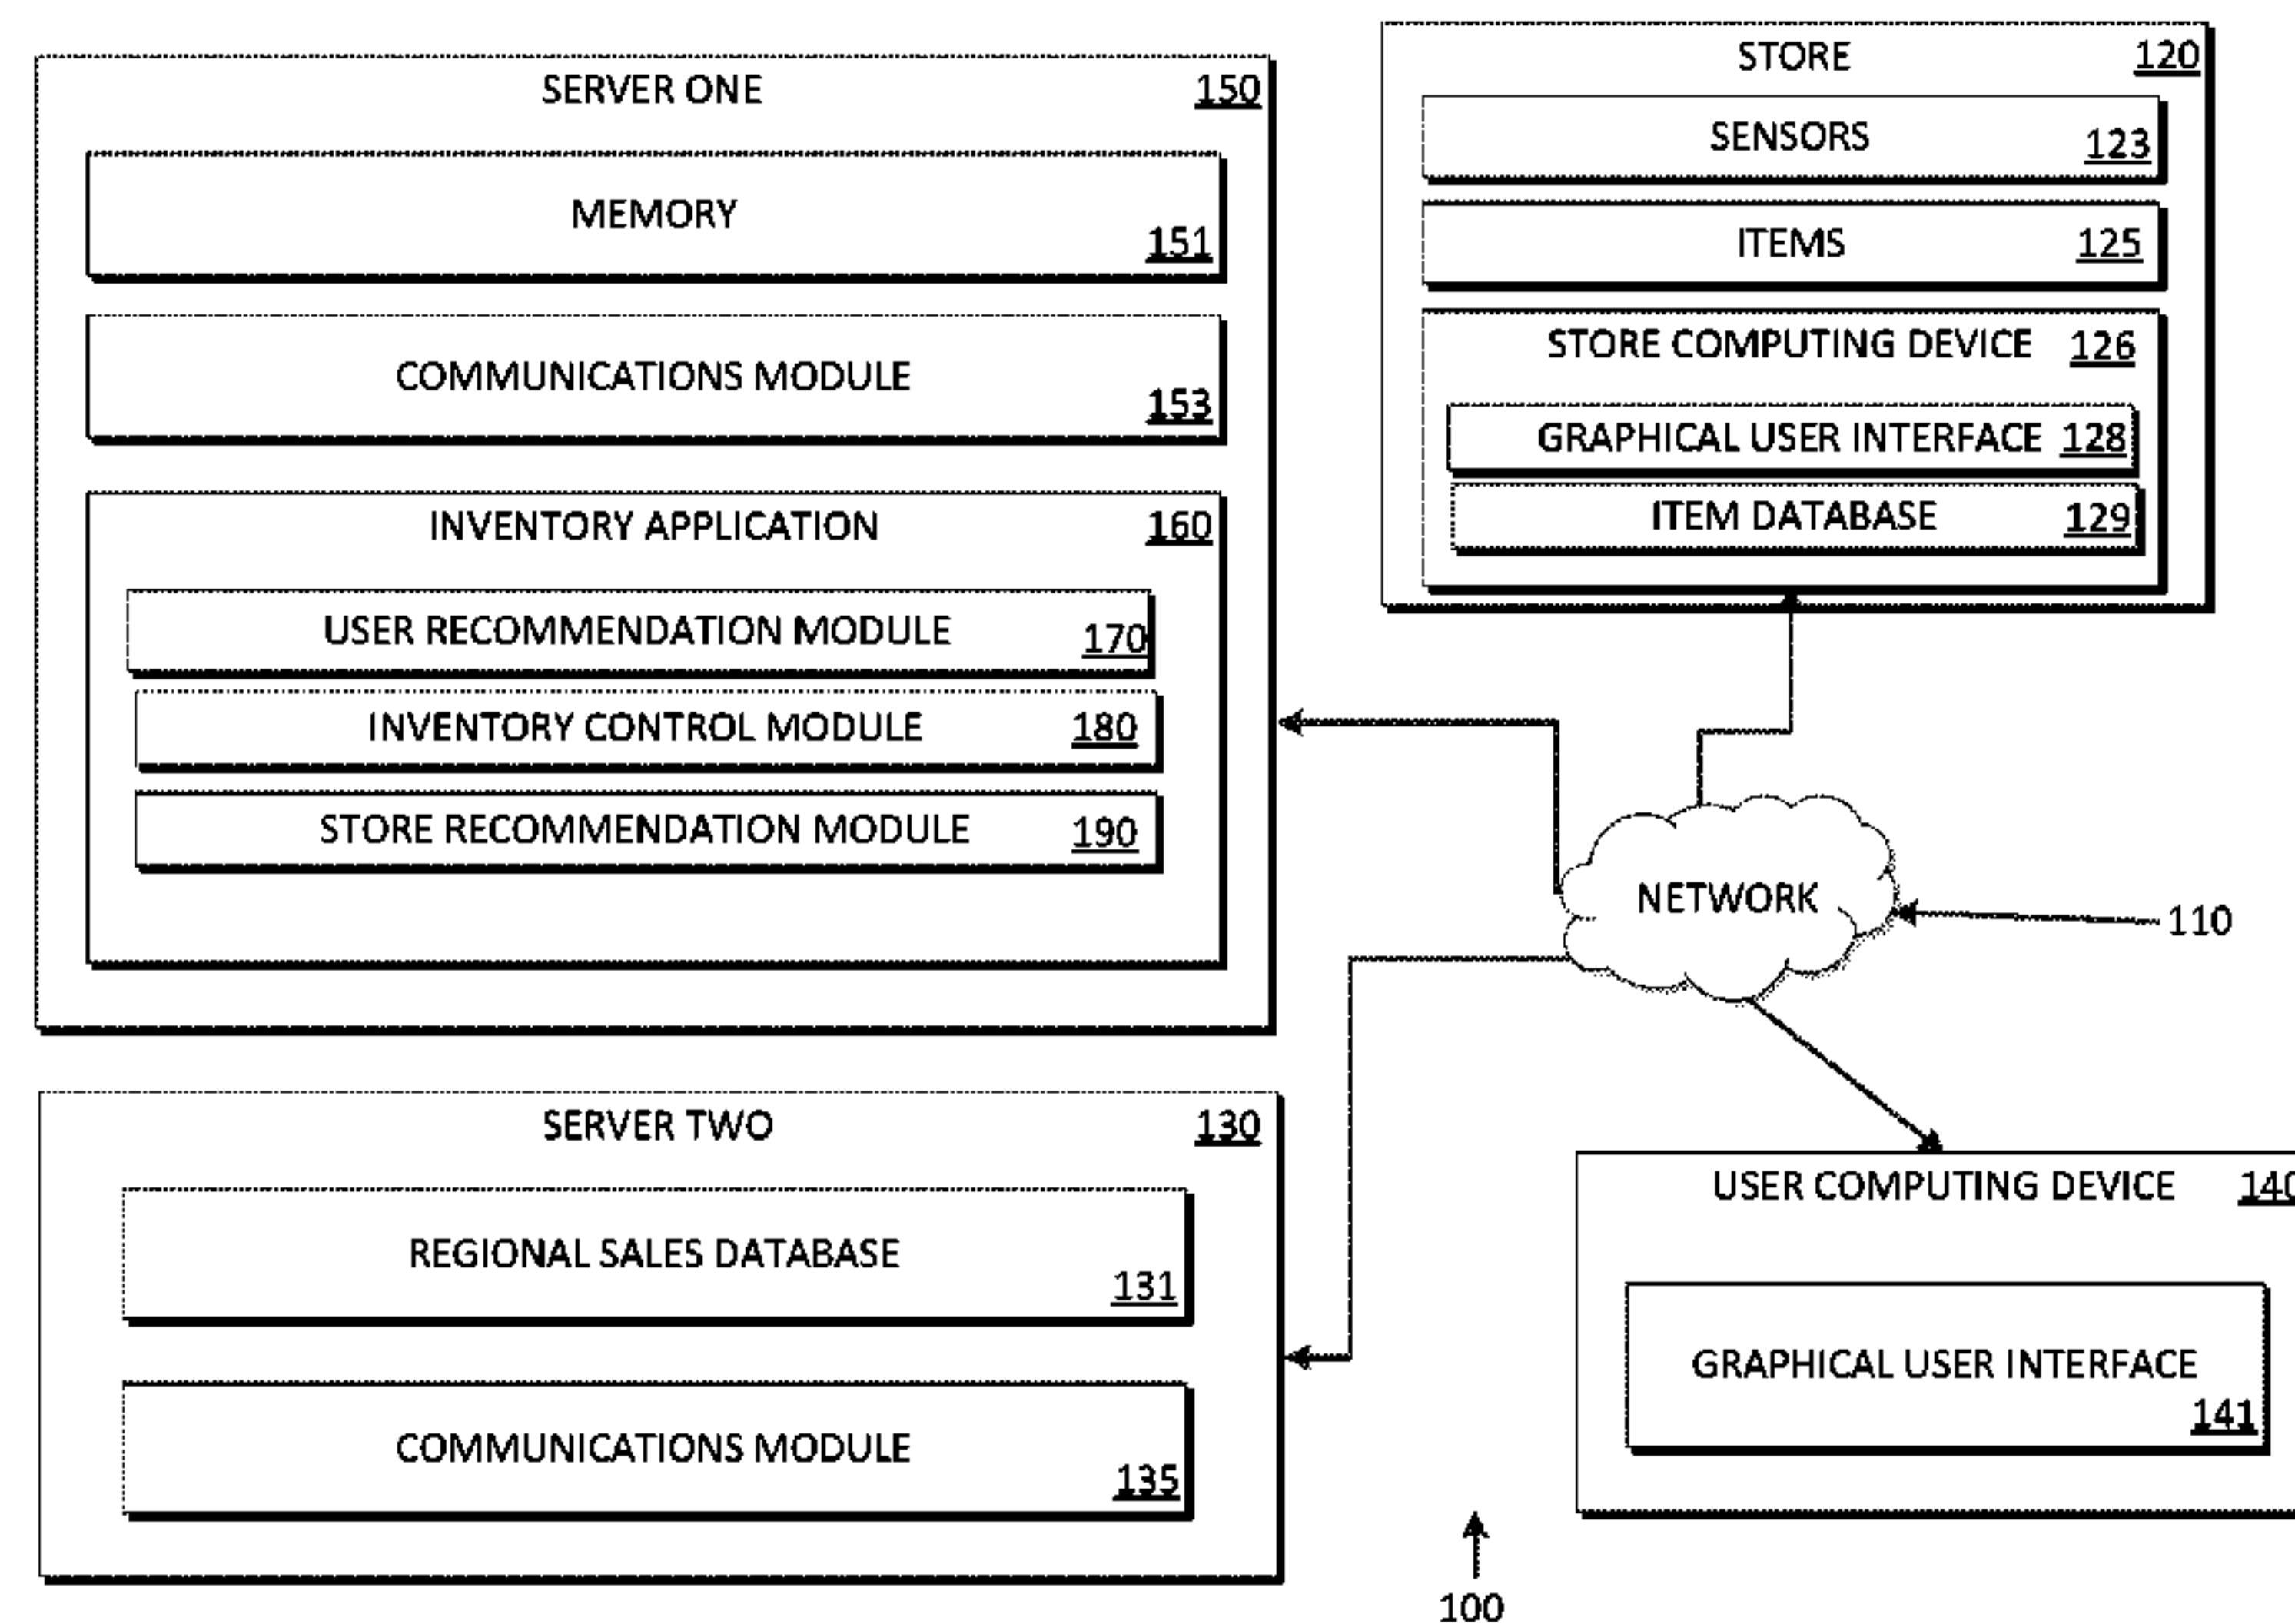 SERVER ONE 150
MEMORY
151
COMMUNICATIONS MODULE
153
INVENTORY APPLICATION 160
USER RECOMMENDATION MODULE 170
INVENTORY CONTROL MODULE 180
STORE RECOMMENDATION MODULE 190
STORE 120
SENSORS 123
ITEMS 125
STORE COMPUTING DEVICE 126
GRAPHICAL USER INTERFACE 128
ITEM DATABASE 129
NETWORK
110
SERVER TWO 130
REGIONAL SALES DATABASE
131
COMMUNICATIONS MODULE
135
USER COMPUTING DEVICE 140
GRAPHICAL USER INTERFACE
141
100